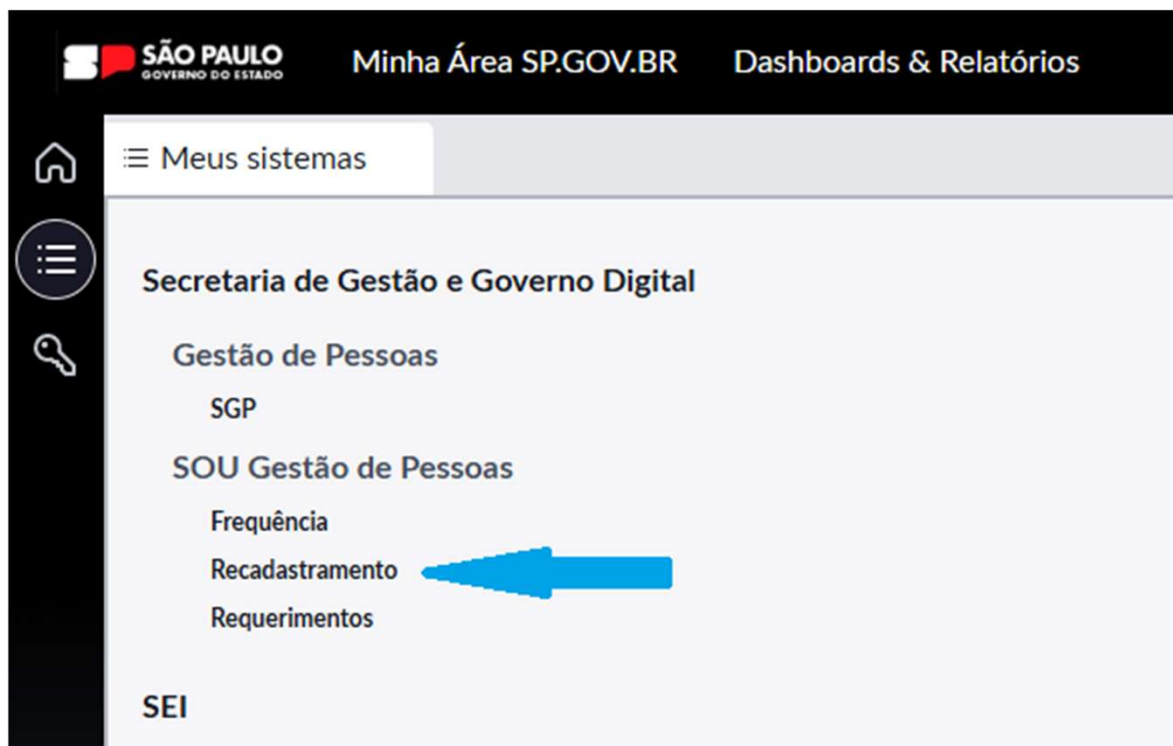 SÃO PAULO
GOVERNO DO ESTADO
Minha Área SP.GOV.BR
Dashboards & Relatórios
Meus sistemas
Secretaria de Gestão e Governo Digital
Gestão de Pessoas
SGP
SOU Gestão de Pessoas
Frequência
Recadastramento
Requerimentos
SEI